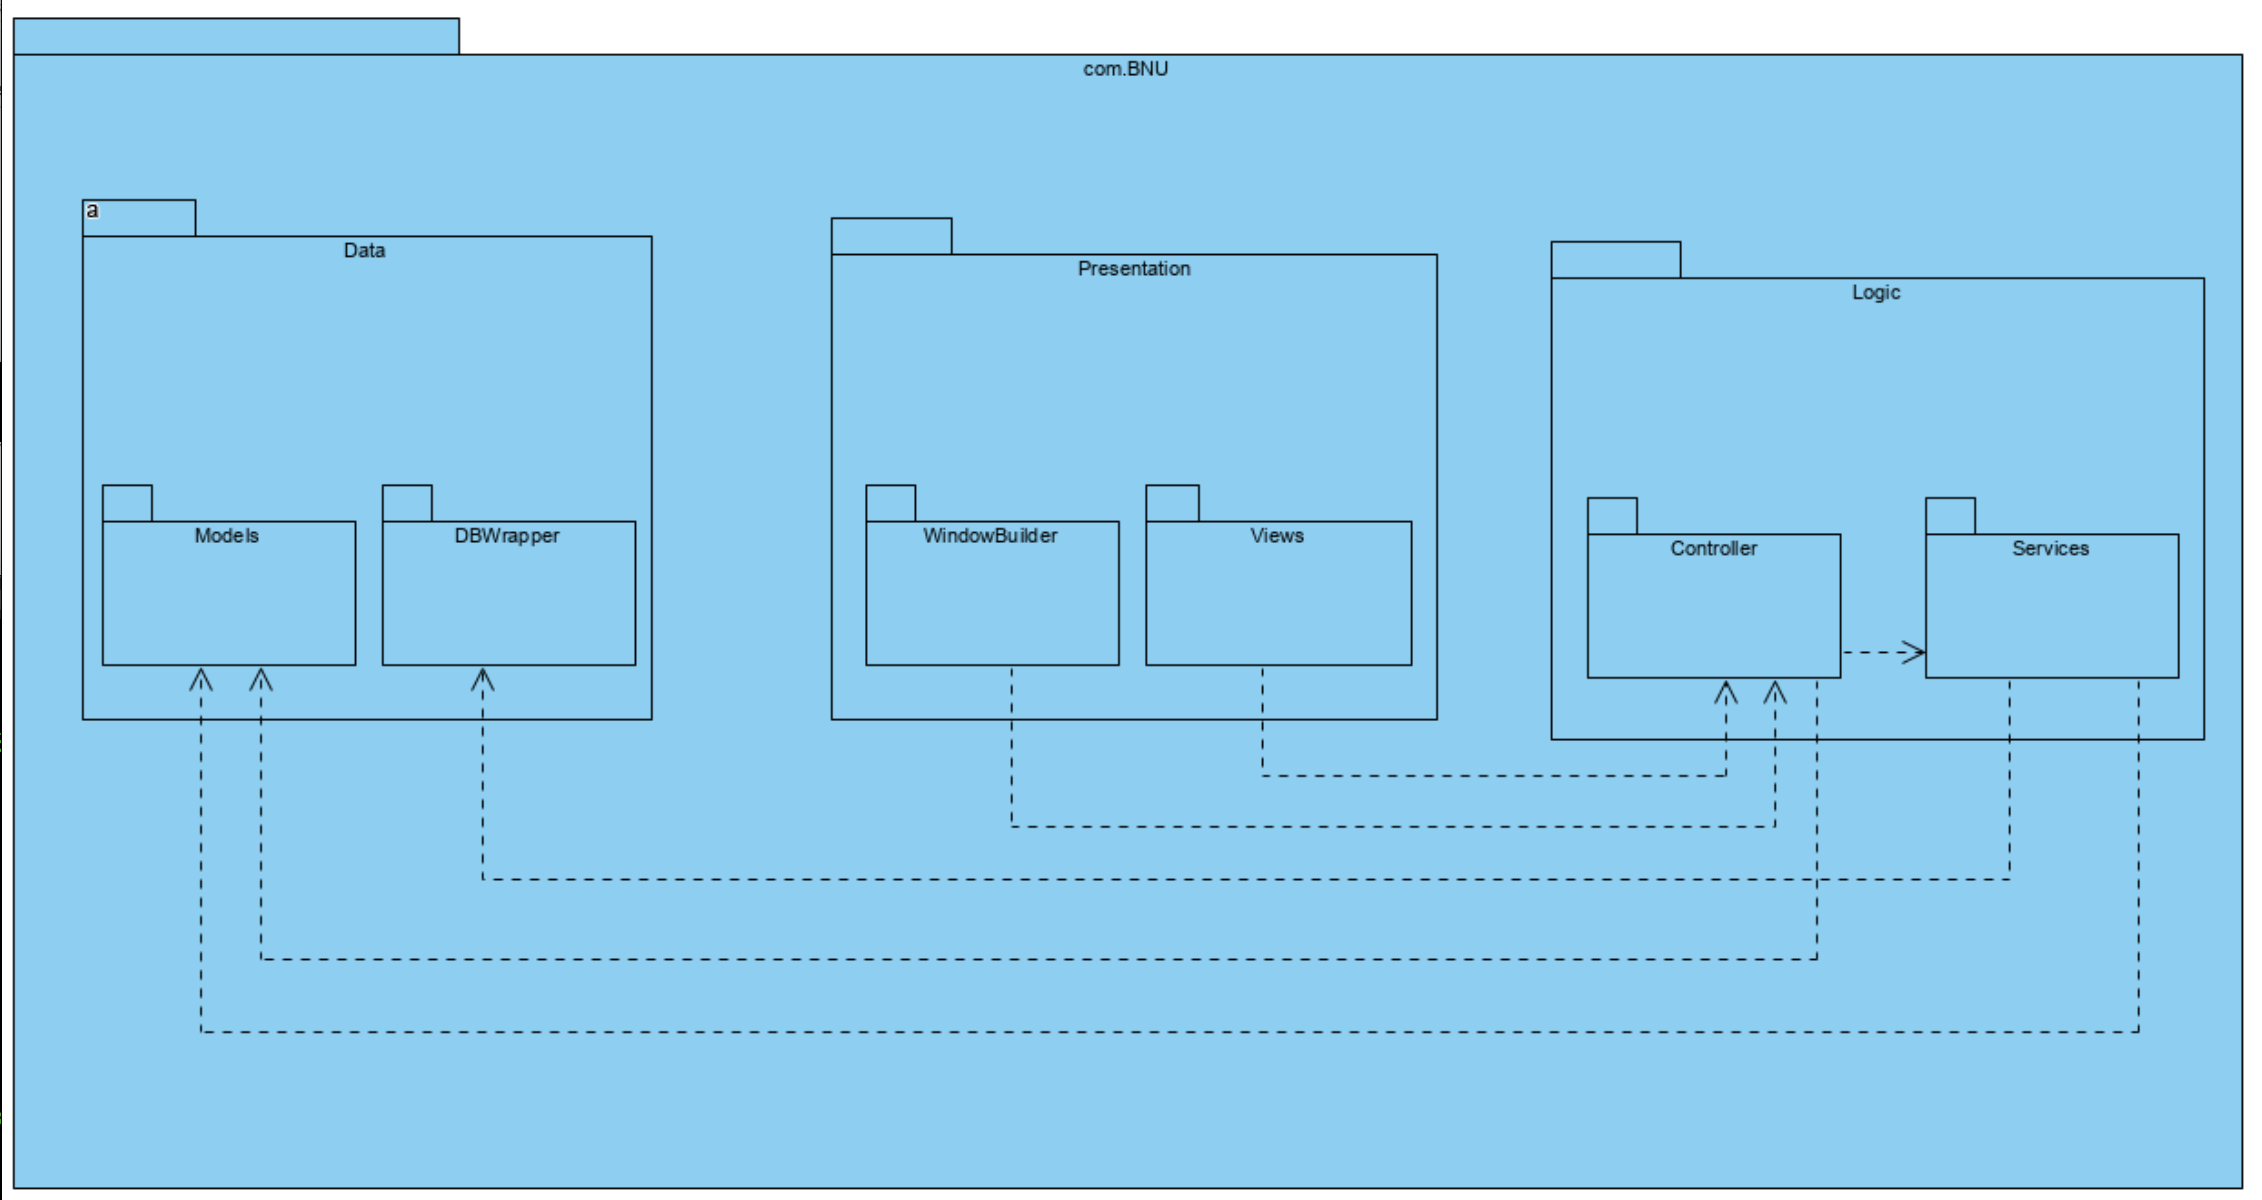 com.BNU
a
Data
Presentation
Logic
Models
DBWrapper
WindowBuilder
Views
Controller
Services